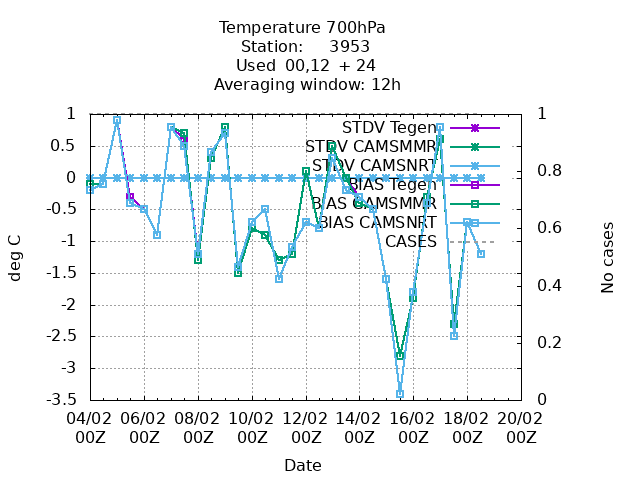 Temperature 700hPa
Station: 3953
Used 00,12 + 24
Averaging window: 12h
1
0.5
0
-0.5
-1
-1.5
-2
-2.5
-3
-3.5
deg C
STDV Tegen
STDV CAMSMMR
STDV CAMSNRT
BIAS Tegen
BIAS CAMSMMR
BIAS CAMSNRT
CASES
1
0.8
0.6
0.4
0.2
0
No cases
04/02 06/02 08/02 10/02 12/02 14/02 16/02 18/02 20/02
00Z 00Z 00Z 00Z 00Z 00Z 00Z 00Z 00Z
Date